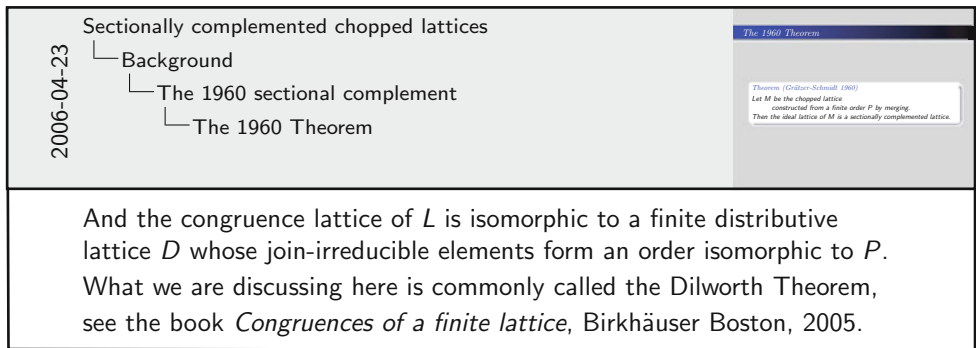 2006-04-23
Sectionally complemented chopped lattices
Background
The 1960 sectional complement
The 1960 Theorem
The 1960 Theorem
Theorem (Grätzer-Schmidt 1960)
Let M be the chopped lattice
constructed from a finite order P by merging.
Then the ideal lattice of M is a sectionally complemented lattice.
And the congruence lattice of L is isomorphic to a finite distributive
lattice D whose join-irreducible elements form an order isomorphic to P.
What we are discussing here is commonly called the Dilworth Theorem,
see the book Congruences of a finite lattice, Birkhäuser Boston, 2005.